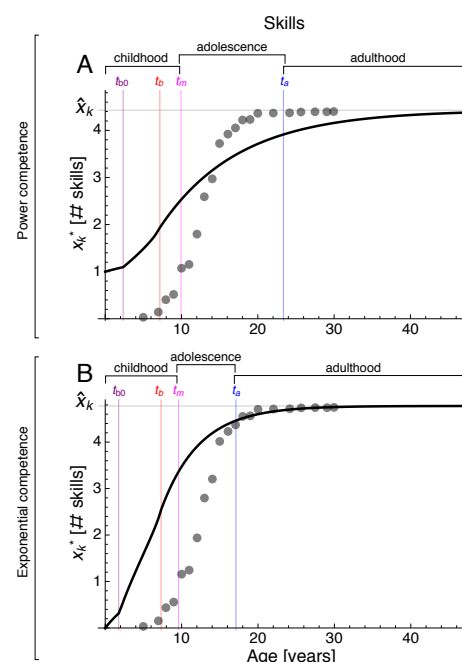 Skills
Power competence
A
childhood
adolescence
adulthood
t_b0
t_b
t_m
t_a
x̂_k
x_k* [# skills]
4
3
2
1
10
20
30
40
Exponential competence
B
childhood
adolescence
adulthood
t_b0
t_b
t_m
t_a
x̂_k
x_k* [# skills]
4
3
2
1
10
20
30
40
Age [years]